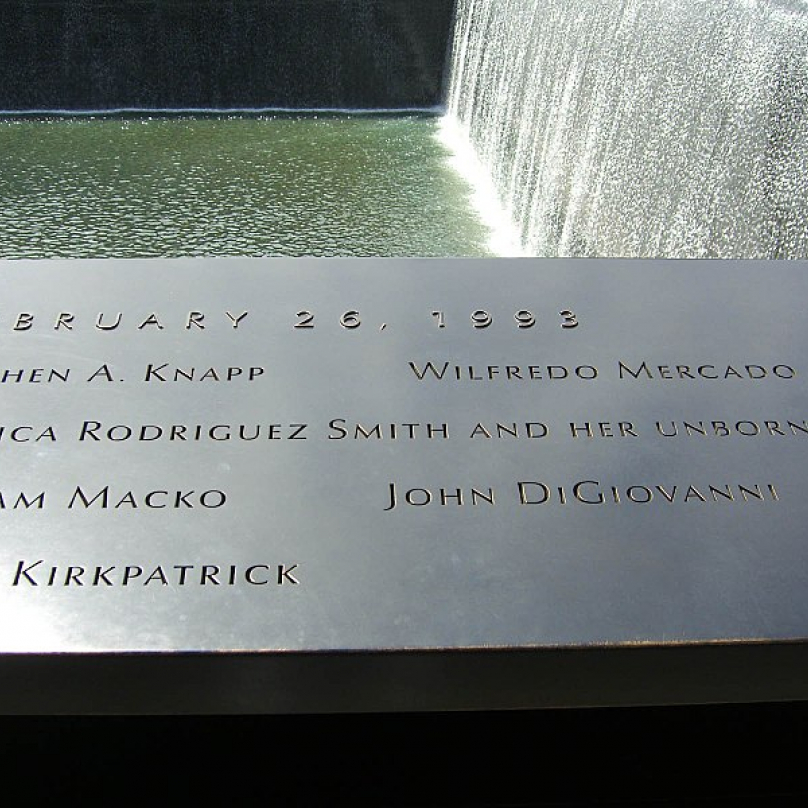 BRUARY 26, 1993
HEN A. KNAPP WILFREDO MERCADO
ICA RODRIGUEZ SMITH AND HER UNBORN
AM MACKO JOHN DIGIOVANNI
KIRKPATRICK